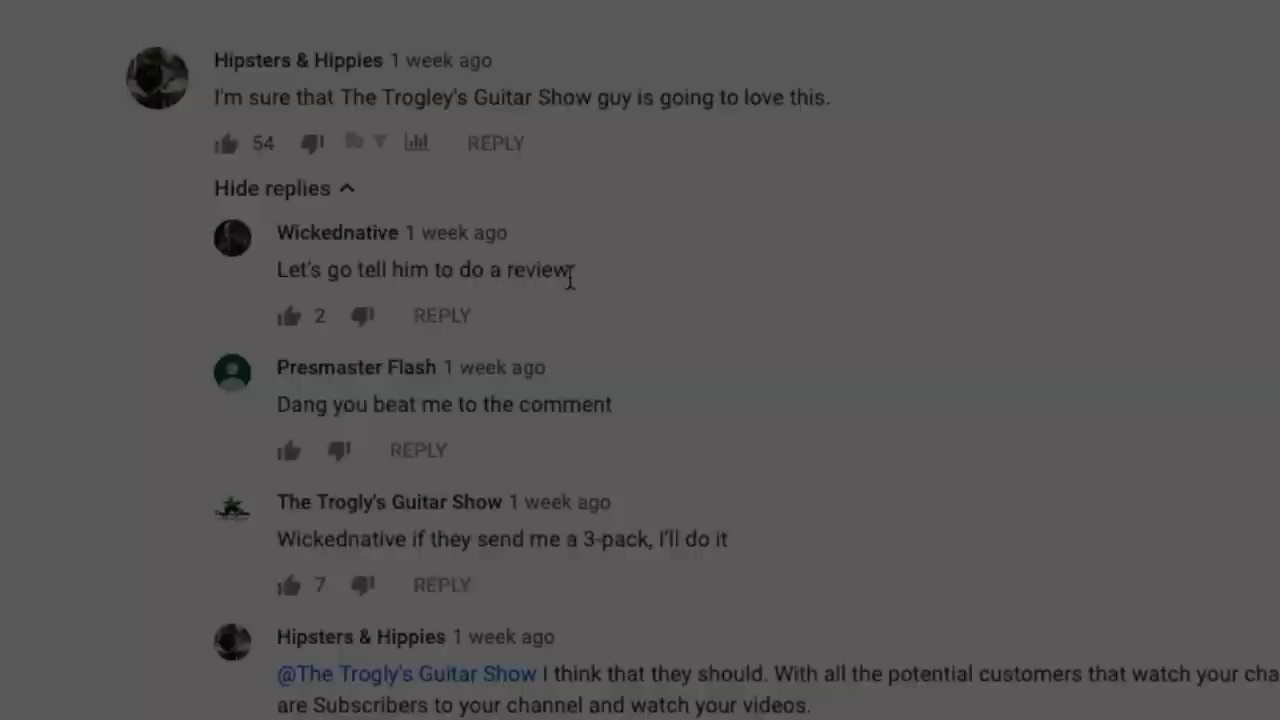 Hipsters & Hippies 1 week ago
I'm sure that The Trogley's Guitar Show guy is going to love this.
54 REPLY
Hide replies
Wickednative 1 week ago
Let's go tell him to do a review
2 REPLY
Presmaster Flash 1 week ago
Dang you beat me to the comment
REPLY
The Trogly's Guitar Show 1 week ago
Wickednative if they send me a 3-pack, I'll do it
7 REPLY
Hipsters & Hippies 1 week ago
@The Trogly's Guitar Show I think that they should. With all the potential customers that watch your cha
are Subscribers to your channel and watch your videos.